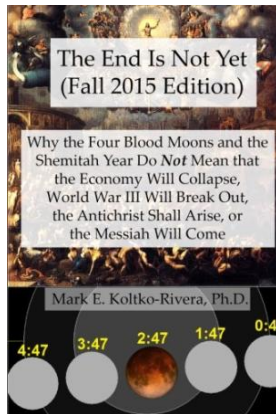 The End Is Not Yet
(Fall 2015 Edition)
Why the Four Blood Moons and the
Shemitah Year Do Not Mean that
the Economy Will Collapse,
World War III Will Break Out,
the Antichrist Shall Arise, or
the Messiah Will Come
Mark E. Koltko-Rivera, Ph.D.
4:47
3:47
2:47
1:47
0:4